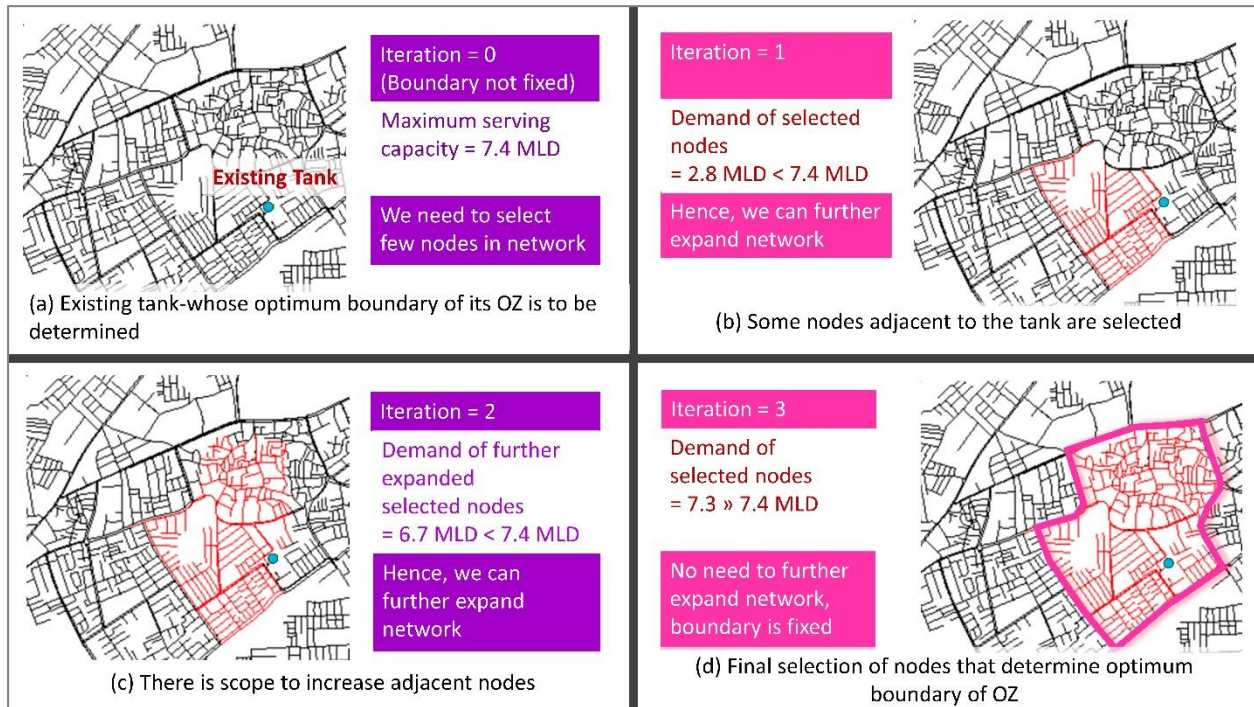 Iteration = 0
(Boundary not fixed)
Maximum serving
capacity = 7.4 MLD
Existing Tank
We need to select
few nodes in network
(a) Existing tank-whose optimum boundary of its OZ is to be
determined
Iteration = 1
Demand of selected
nodes
= 2.8 MLD < 7.4 MLD
Hence, we can further
expand network
(b) Some nodes adjacent to the tank are selected
Iteration = 2
Demand of further
expanded
selected nodes
= 6.7 MLD < 7.4 MLD
Hence, we can
further expand
network
(c) There is scope to increase adjacent nodes
Iteration = 3
Demand of
selected nodes
= 7.3 » 7.4 MLD
No need to further
expand network,
boundary is fixed
(d) Final selection of nodes that determine optimum
boundary of OZ